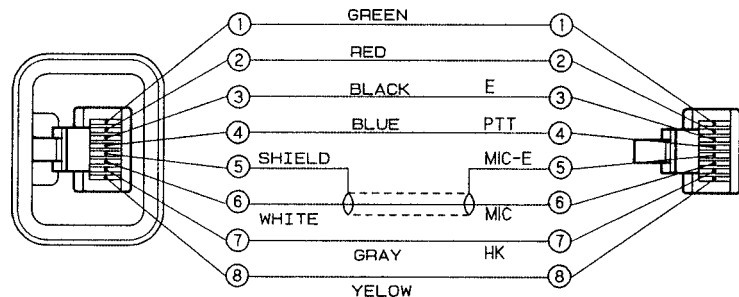 1 GREEN 1
2 RED 2
3 BLACK E 3
4 BLUE PTT 4
5 SHIELD MIC-E 5
6 WHITE MIC 6
7 GRAY HK 7
8 YELOW 8